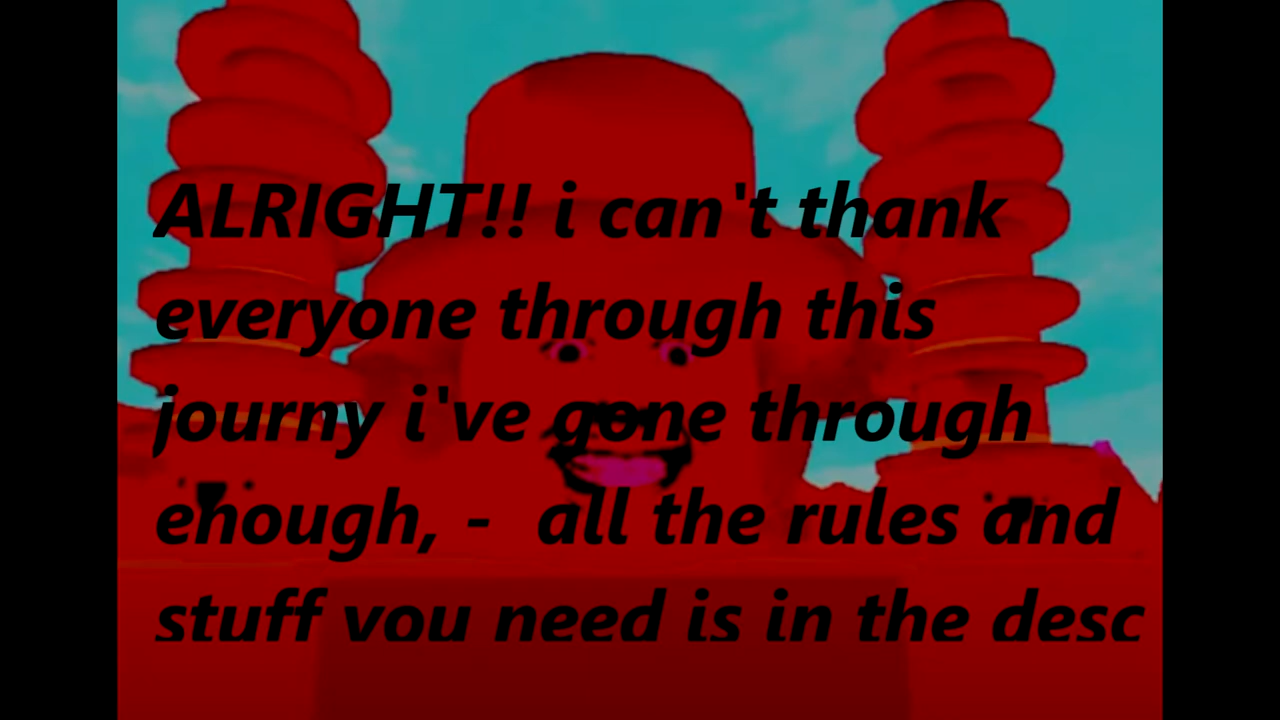 ALRIGHT!! i can't thank
everyone through this
journy i've gone through
enough, - all the rules and
stuff you need is in the desc